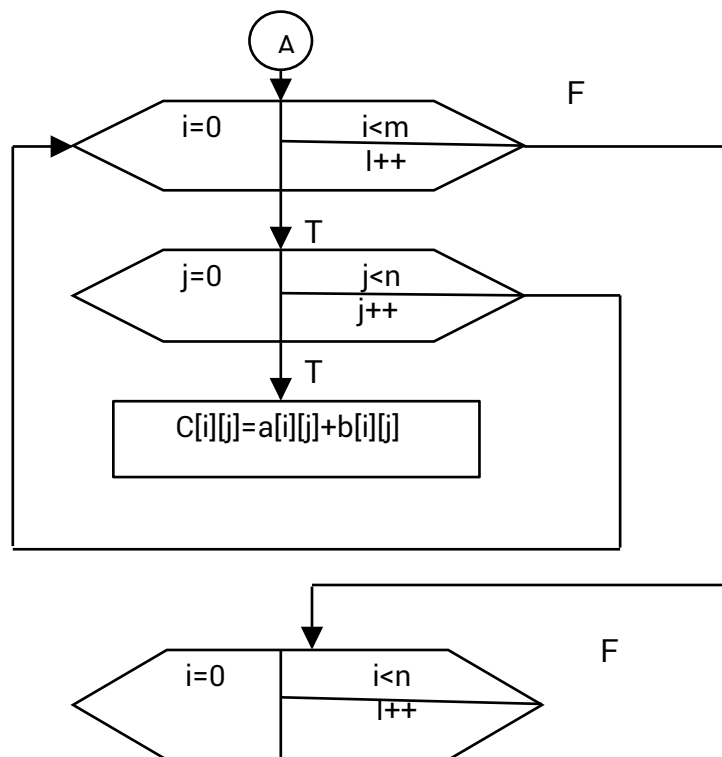 A
F
i=0 i<m
I++
T
j=0 j<n
j++
T
C[i][j]=a[i][j]+b[i][j]
F
i=0 i<n
I++